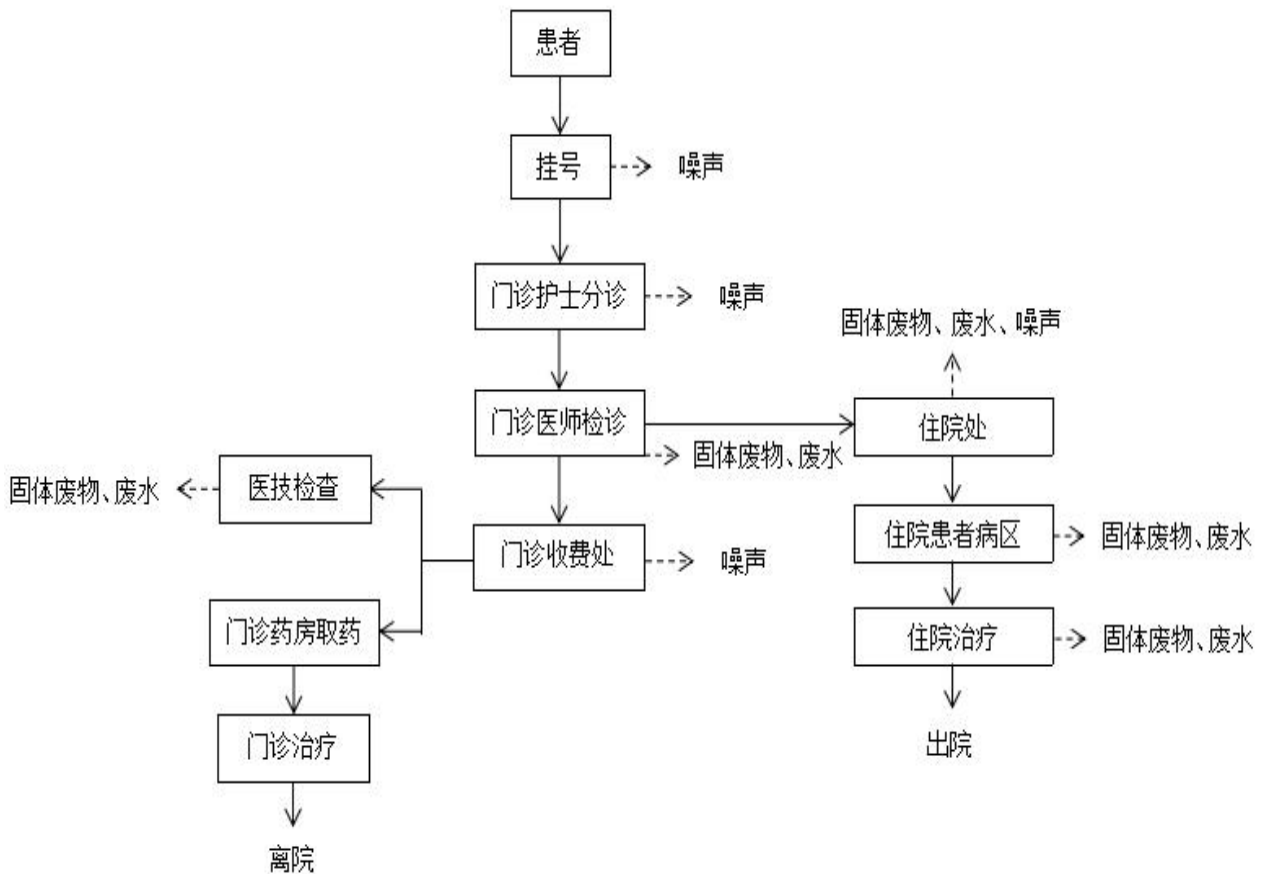 患者
挂号
噪声
门诊护士分诊
噪声
固体废物、废水、噪声
门诊医师检诊
住院处
固体废物、废水
固体废物、废水
医技检查
门诊收费处
噪声
住院患者病区
固体废物、废水
门诊药房取药
住院治疗
固体废物、废水
门诊治疗
出院
离院